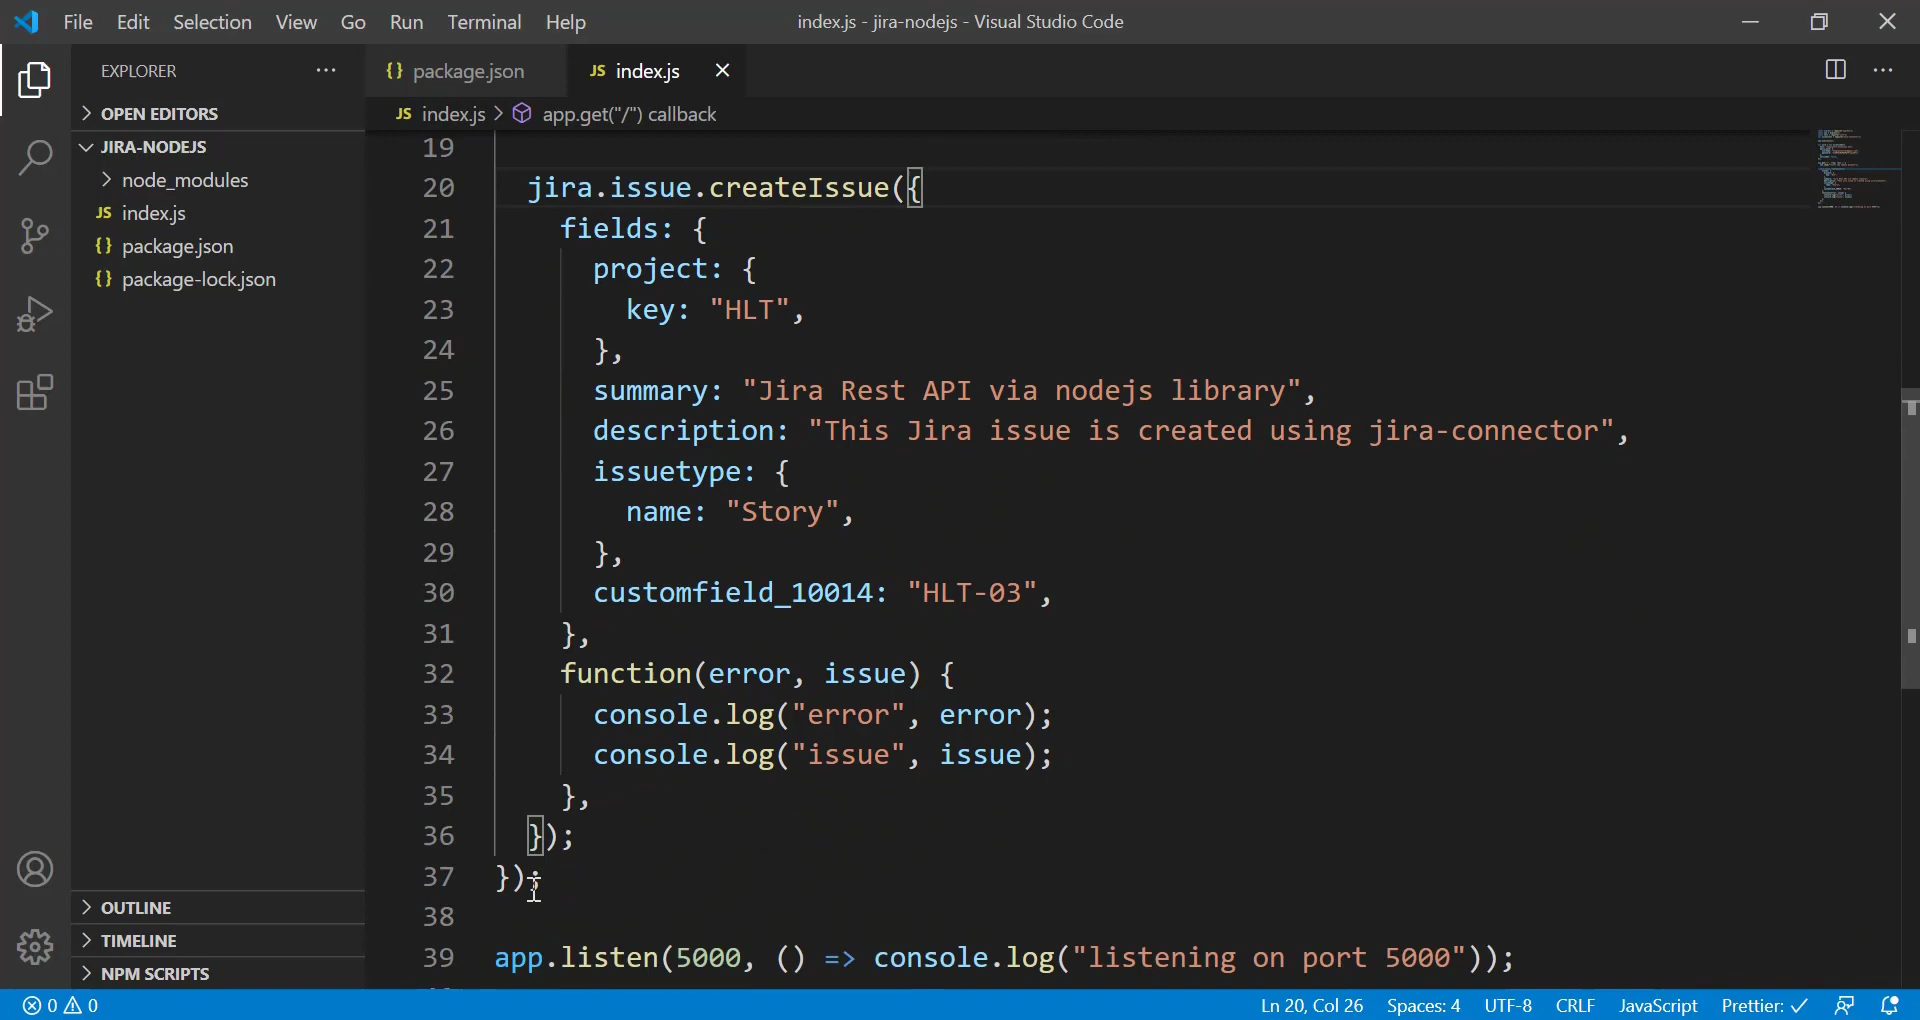 File Edit Selection View Go Run Terminal Help index.js - jira-nodejs - Visual Studio Code
EXPLORER
OPEN EDITORS
JIRA-NODEJS
node_modules
JS index.js
{} package.json
{} package-lock.json
OUTLINE
TIMELINE
NPM SCRIPTS
{} package.json JS index.js
JS index.js > app.get("/") callback
19
20 jira.issue.createIssue({
21 fields: {
22 project: {
23 key: "HLT",
24 },
25 summary: "Jira Rest API via nodejs library",
26 description: "This Jira issue is created using jira-connector",
27 issuetype: {
28 name: "Story",
29 },
30 customfield_10014: "HLT-03",
31 },
32 function(error, issue) {
33 console.log("error", error);
34 console.log("issue", issue);
35 },
36 });
37 });
38
39 app.listen(5000, () => console.log("listening on port 5000"));
0 0 Ln 20, Col 26 Spaces: 4 UTF-8 CRLF JavaScript Prettier: ✓